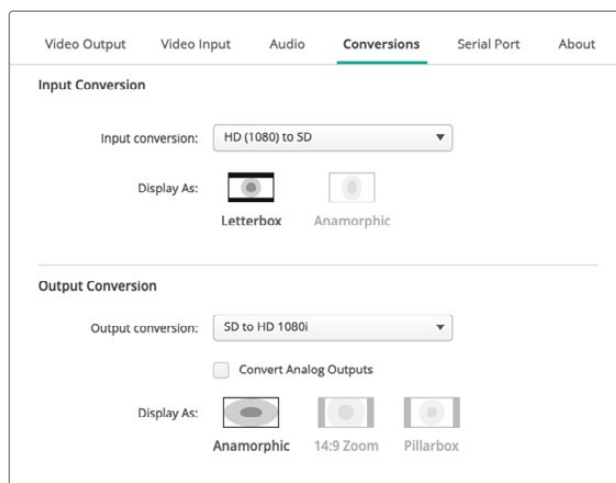 Video Output Video Input Audio Conversions Serial Port About
Input Conversion
Input conversion: HD (1080) to SD
Display As:
Letterbox Anamorphic
Output Conversion
Output conversion: SD to HD 1080i
Convert Analog Outputs
Display As:
Anamorphic 14:9 Zoom Pillarbox